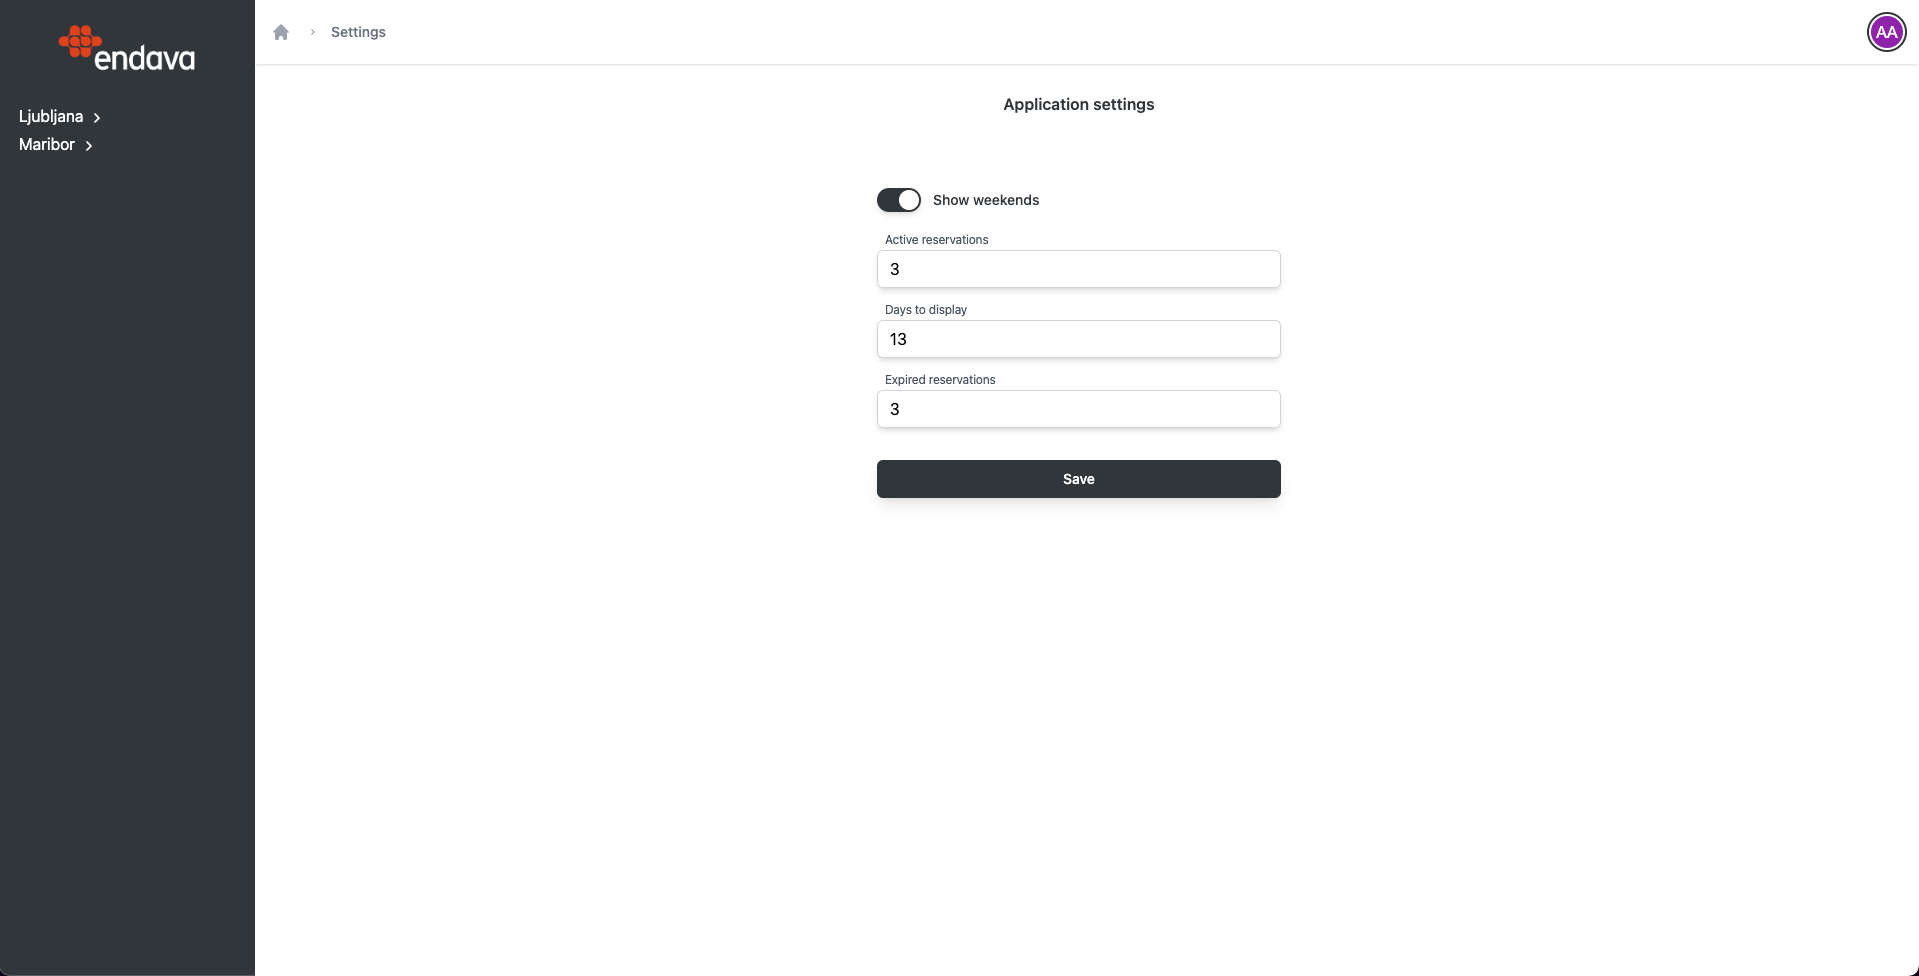 endava
Ljubljana
Maribor
Settings
AA
Application settings
Show weekends
Active reservations
3
Days to display
13
Expired reservations
3
Save